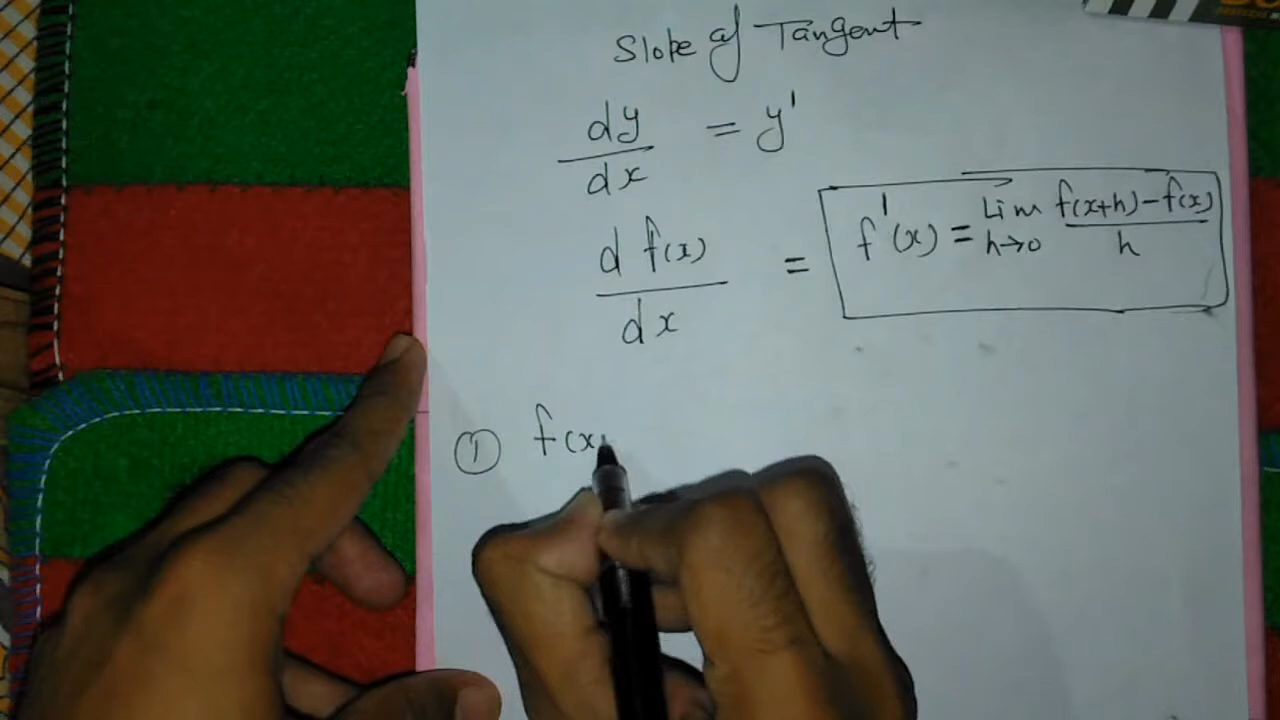 Slope of Tangent
dy/dx = y'
d f(x)/dx = f'(x) = Lim h→0 f(x+h)-f(x)/h
① f(x